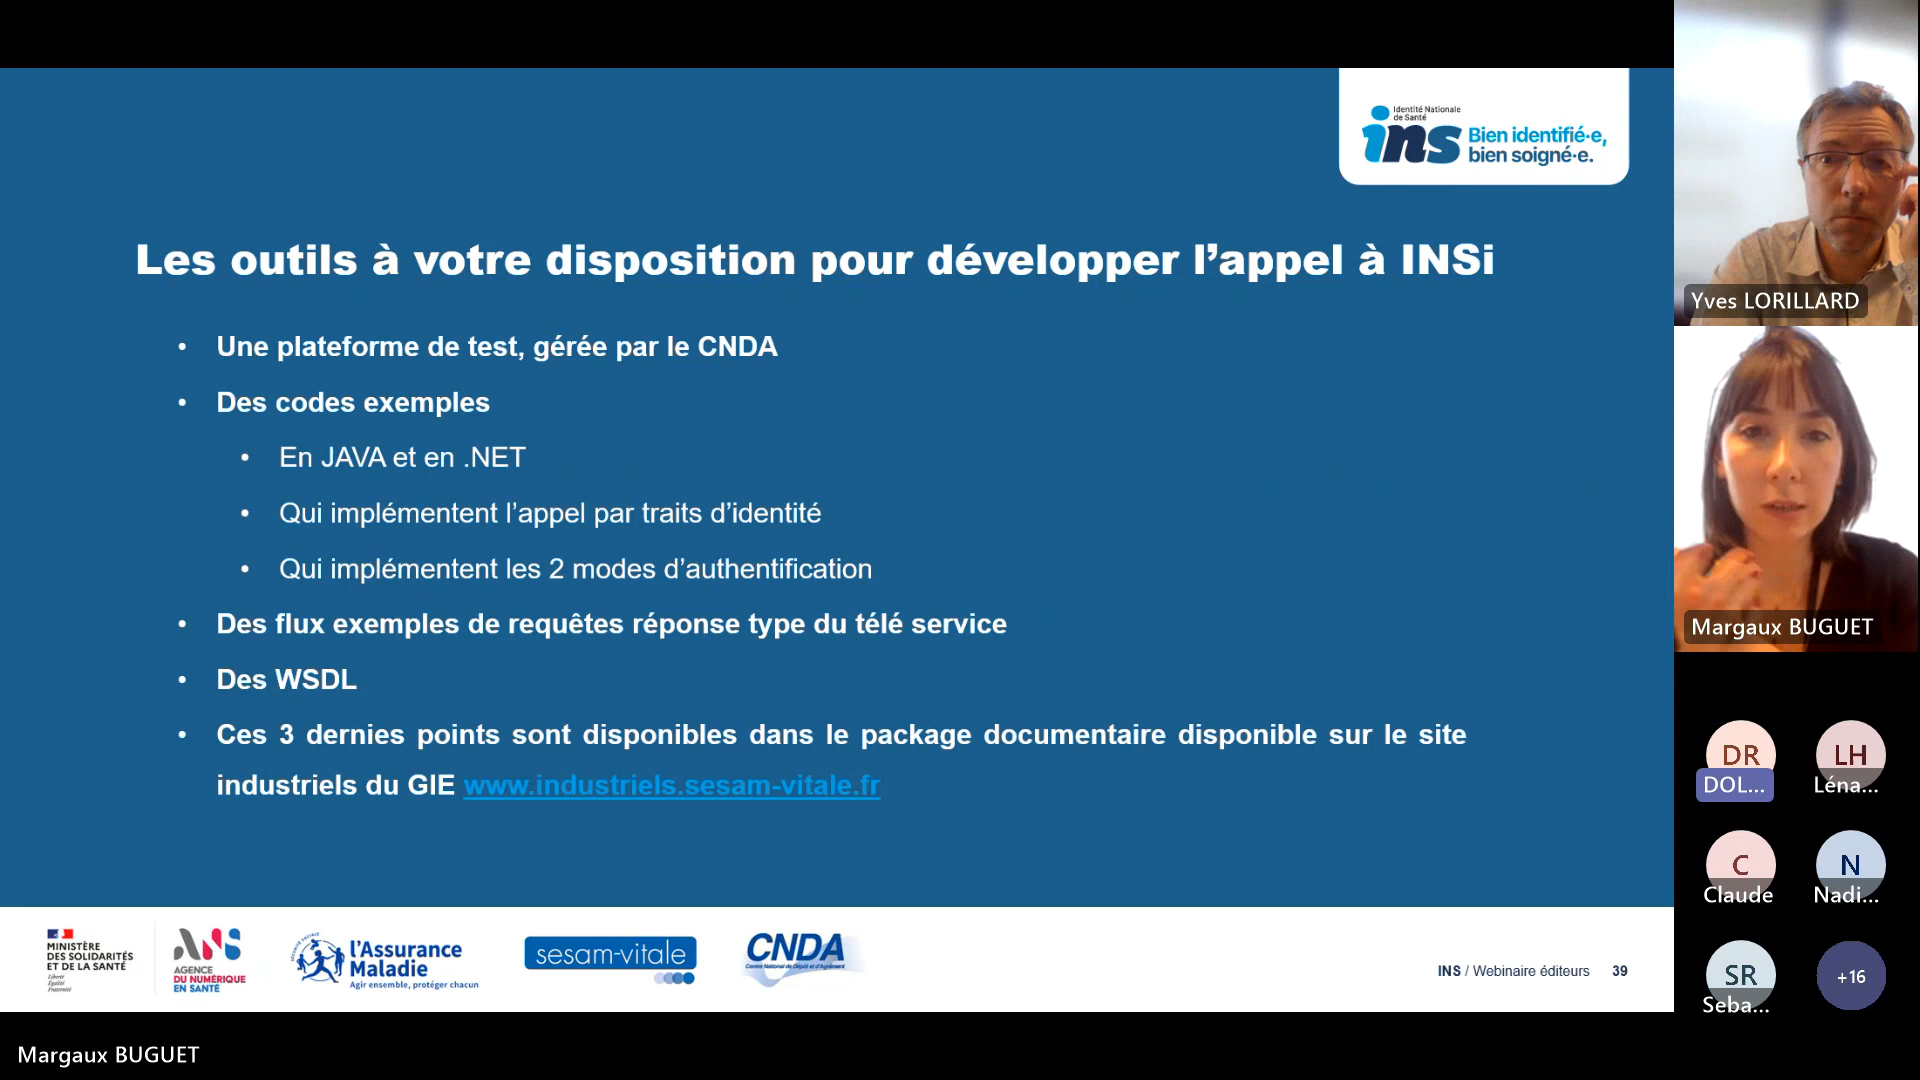 Identité Nationale
de Santé
ins
Bien identifié·e,
bien soigné·e.
Les outils à votre disposition pour développer l’appel à INSi
• Une plateforme de test, gérée par le CNDA
• Des codes exemples
• En JAVA et en .NET
• Qui implémentent l’appel par traits d’identité
• Qui implémentent les 2 modes d’authentification
• Des flux exemples de requêtes réponse type du télé service
• Des WSDL
• Ces 3 dernies points sont disponibles dans le package documentaire disponible sur le site
industriels du GIE www.industriels.sesam-vitale.fr
MINISTÈRE
DES SOLIDARITÉS
ET DE LA SANTÉ
Liberté
Égalité
Fraternité
ANS
AGENCE
DU NUMÉRIQUE
EN SANTÉ
SÉCURITÉ SOCIALE
l’Assurance
Maladie
Agir ensemble, protéger chacun
sesam-vitale
CNDA
Centre National de Dépôt et d'Agrément
INS / Webinaire éditeurs 39
Yves LORILLARD
Margaux BUGUET
DR
DOL...
LH
Léna...
C
Claude
N
Nadi...
SR
Seba...
+16
Margaux BUGUET